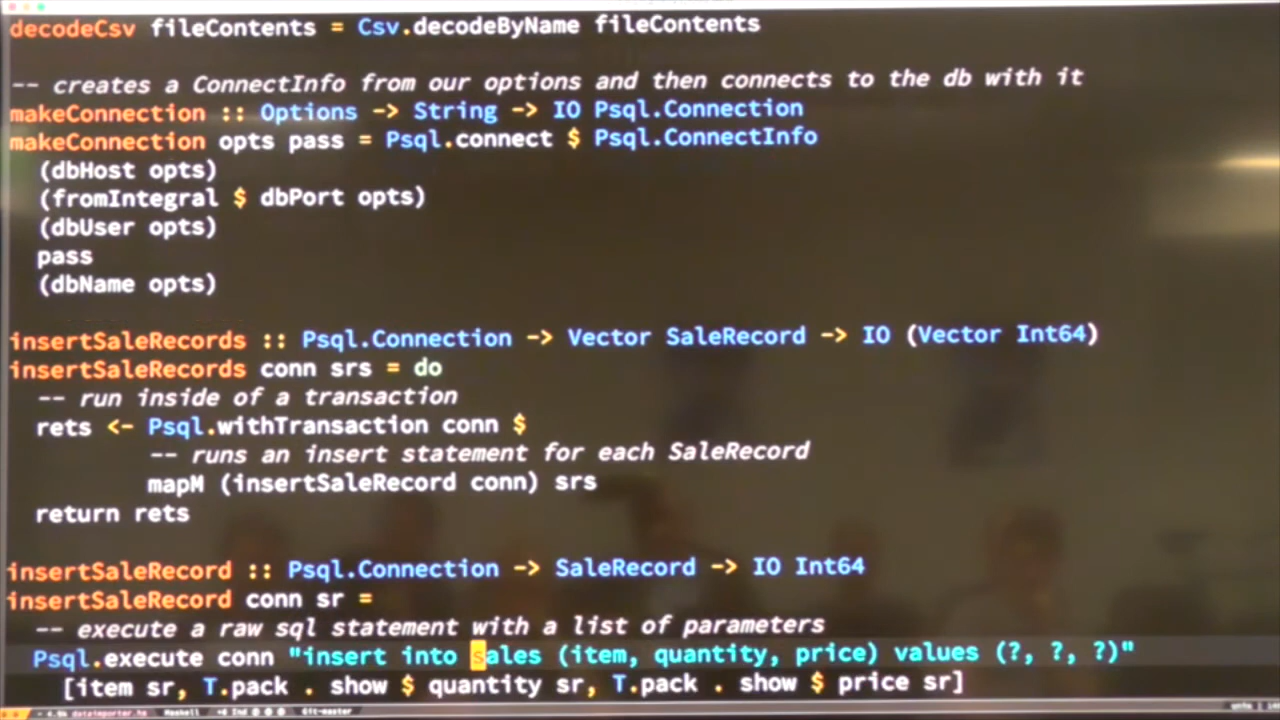 decodeCsv fileContents = Csv.decodeByName fileContents
-- creates a ConnectInfo from our options and then connects to the db with it
makeConnection :: Options -> String -> IO Psql.Connection
makeConnection opts pass = Psql.connect $ Psql.ConnectInfo
(dbHost opts)
(fromIntegral $ dbPort opts)
(dbUser opts)
pass
(dbName opts)
insertSaleRecords :: Psql.Connection -> Vector SaleRecord -> IO (Vector Int64)
insertSaleRecords conn srs = do
-- run inside of a transaction
rets <- Psql.withTransaction conn $
-- runs an insert statement for each SaleRecord
mapM (insertSaleRecord conn) srs
return rets
insertSaleRecord :: Psql.Connection -> SaleRecord -> IO Int64
insertSaleRecord conn sr =
-- execute a raw sql statement with a list of parameters
Psql.execute conn "insert into sales (item, quantity, price) values (?, ?, ?)"
[item sr, T.pack . show $ quantity sr, T.pack . show $ price sr]
Haskell Git-master